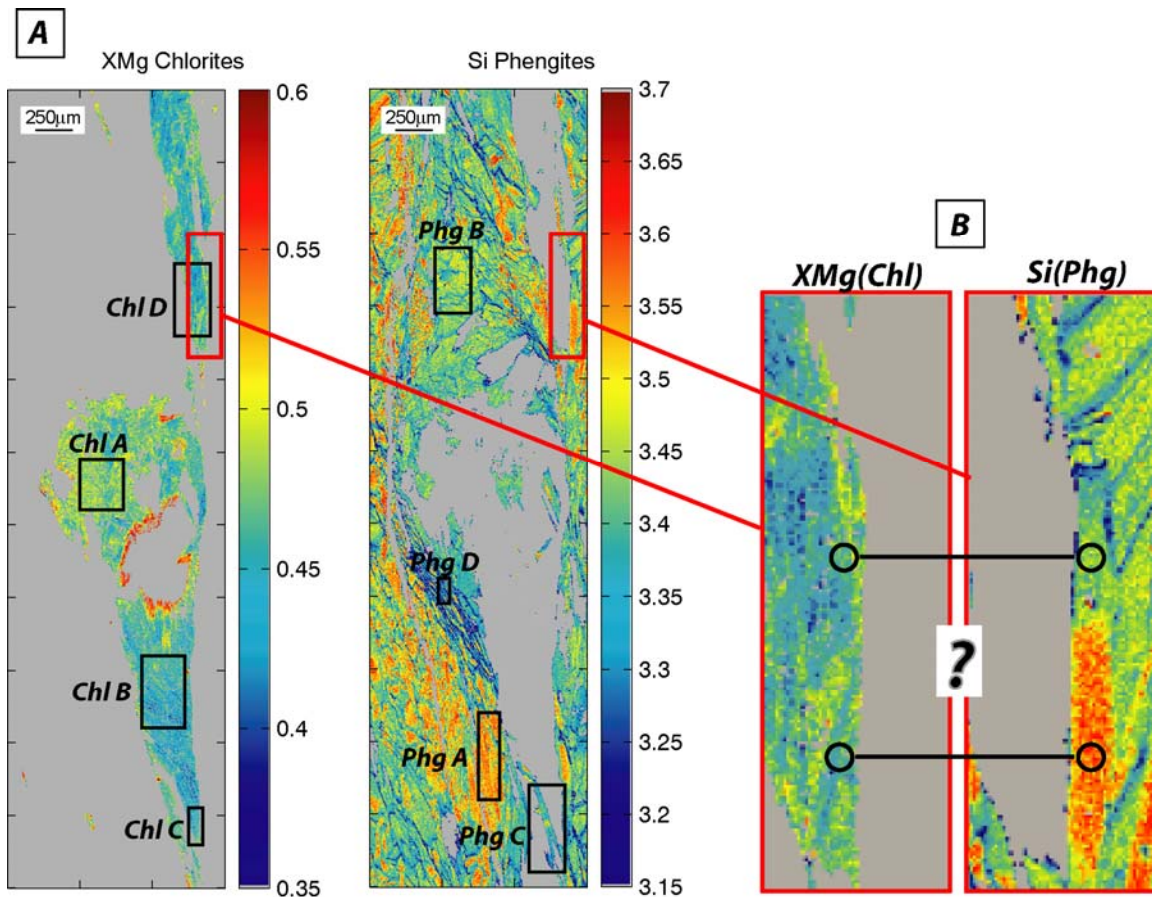 A
XMg Chlorites
Si Phengites
250μm
250μm
0.6
0.55
0.5
0.45
0.4
0.35
3.7
3.65
3.6
3.55
3.5
3.45
3.4
3.35
3.3
3.25
3.2
3.15
Chl D
Chl A
Chl B
Chl C
Phg B
Phg D
Phg A
Phg C
B
XMg(Chl)
Si(Phg)
?